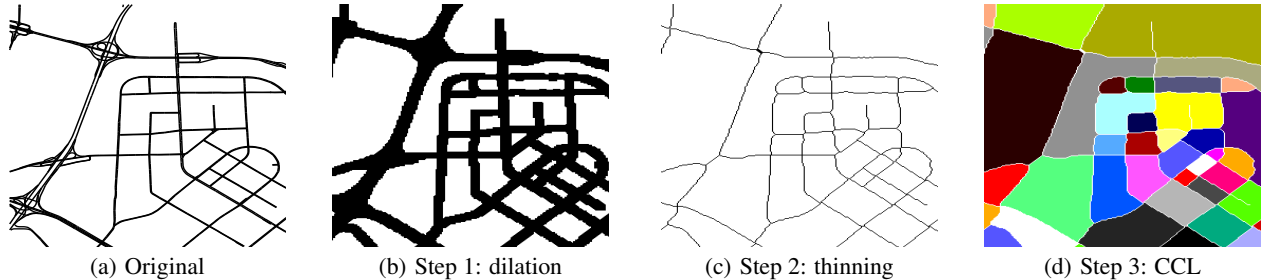 (a) Original
(b) Step 1: dilation
(c) Step 2: thinning
(d) Step 3: CCL